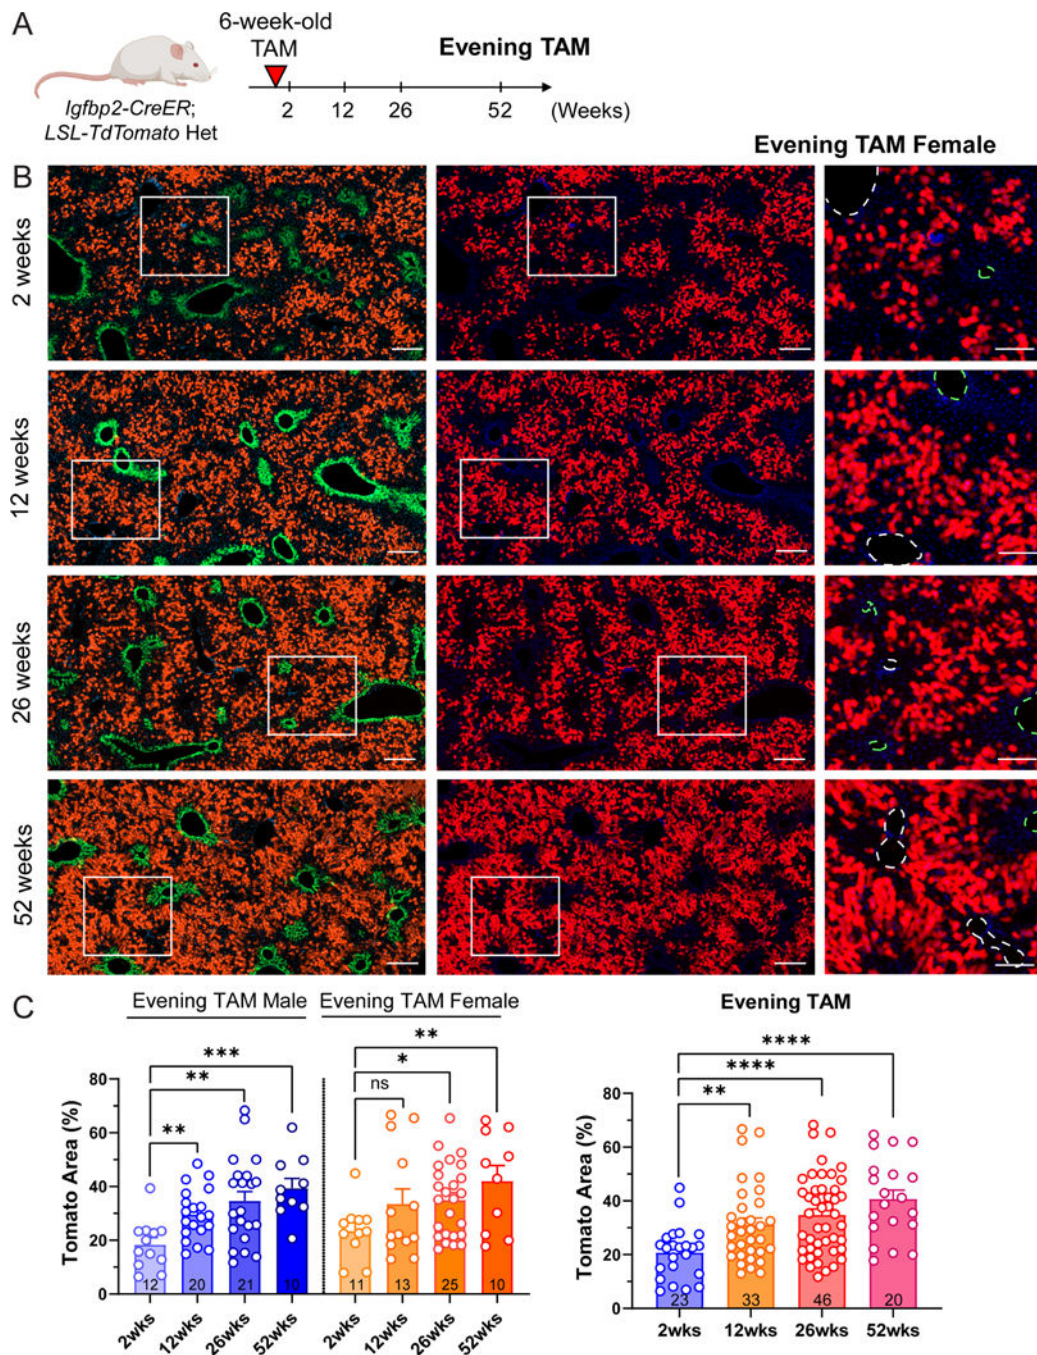 A
6-week-old
TAM
Evening TAM
Igfbp2-CreER;
LSL-TdTomato Het
2 12 26 52 (Weeks)
Evening TAM Female
B
2 weeks
12 weeks
26 weeks
52 weeks
C
Evening TAM Male
Evening TAM Female
Evening TAM
Tomato Area (%)
80
60
40
20
0
**
**
***
ns
*
**
12 20 21 10 11 13 25 10
2wks 12wks 26wks 52wks 2wks 12wks 26wks 52wks
Tomato Area (%)
80
60
40
20
0
**
****
****
23 33 46 20
2wks 12wks 26wks 52wks